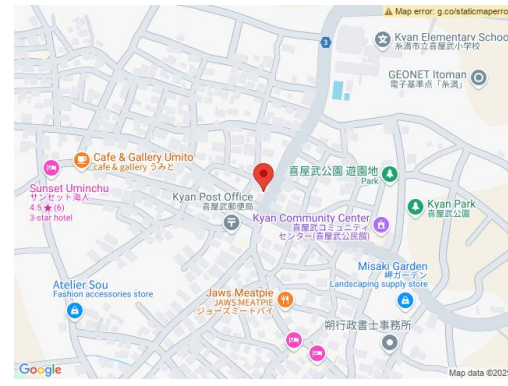 Map error: g.co/staticmaperro
3
Kyan Elementary Schoo
糸満市立喜屋武小学校
GEONET Itoman
電子基準点「糸満」
Cafe & Gallery Umito
cafe & gallery うみと
喜屋武公園 遊園地
Park
Sunset Uminchu
サンセット海人
4.5★(6)
3-star hotel
Kyan Post Office
喜屋武郵便局
Kyan Park
喜屋武公園
Kyan Community Center
喜屋武コミュニティ
センター(喜屋武公民館)
Misaki Garden
岬ガーデン
Landscaping supply store
Atelier Sou
Fashion accessories store
Jaws Meatpie
JAWS MEATPIE
ジョーズミートパイ
朔行政書士事務所
Google
Map data ©2025